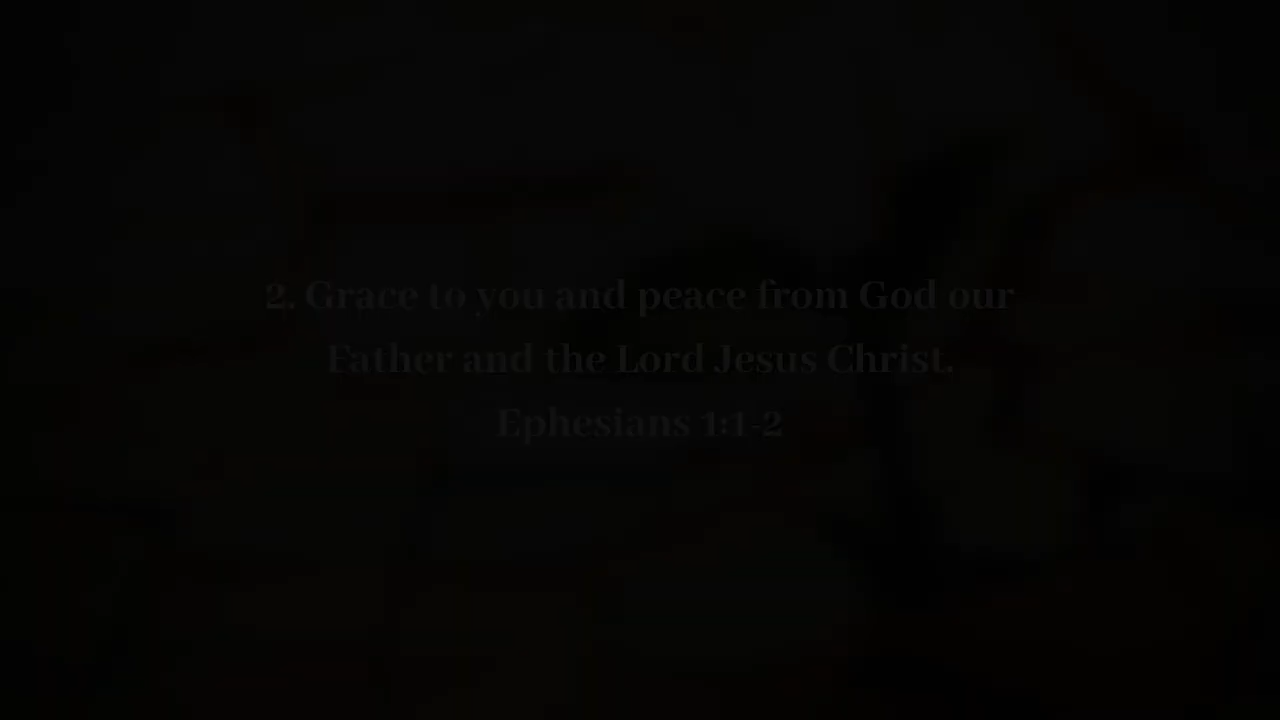 2. Grace to you and peace from God our
Father and the Lord Jesus Christ.
Ephesians 1:1-2